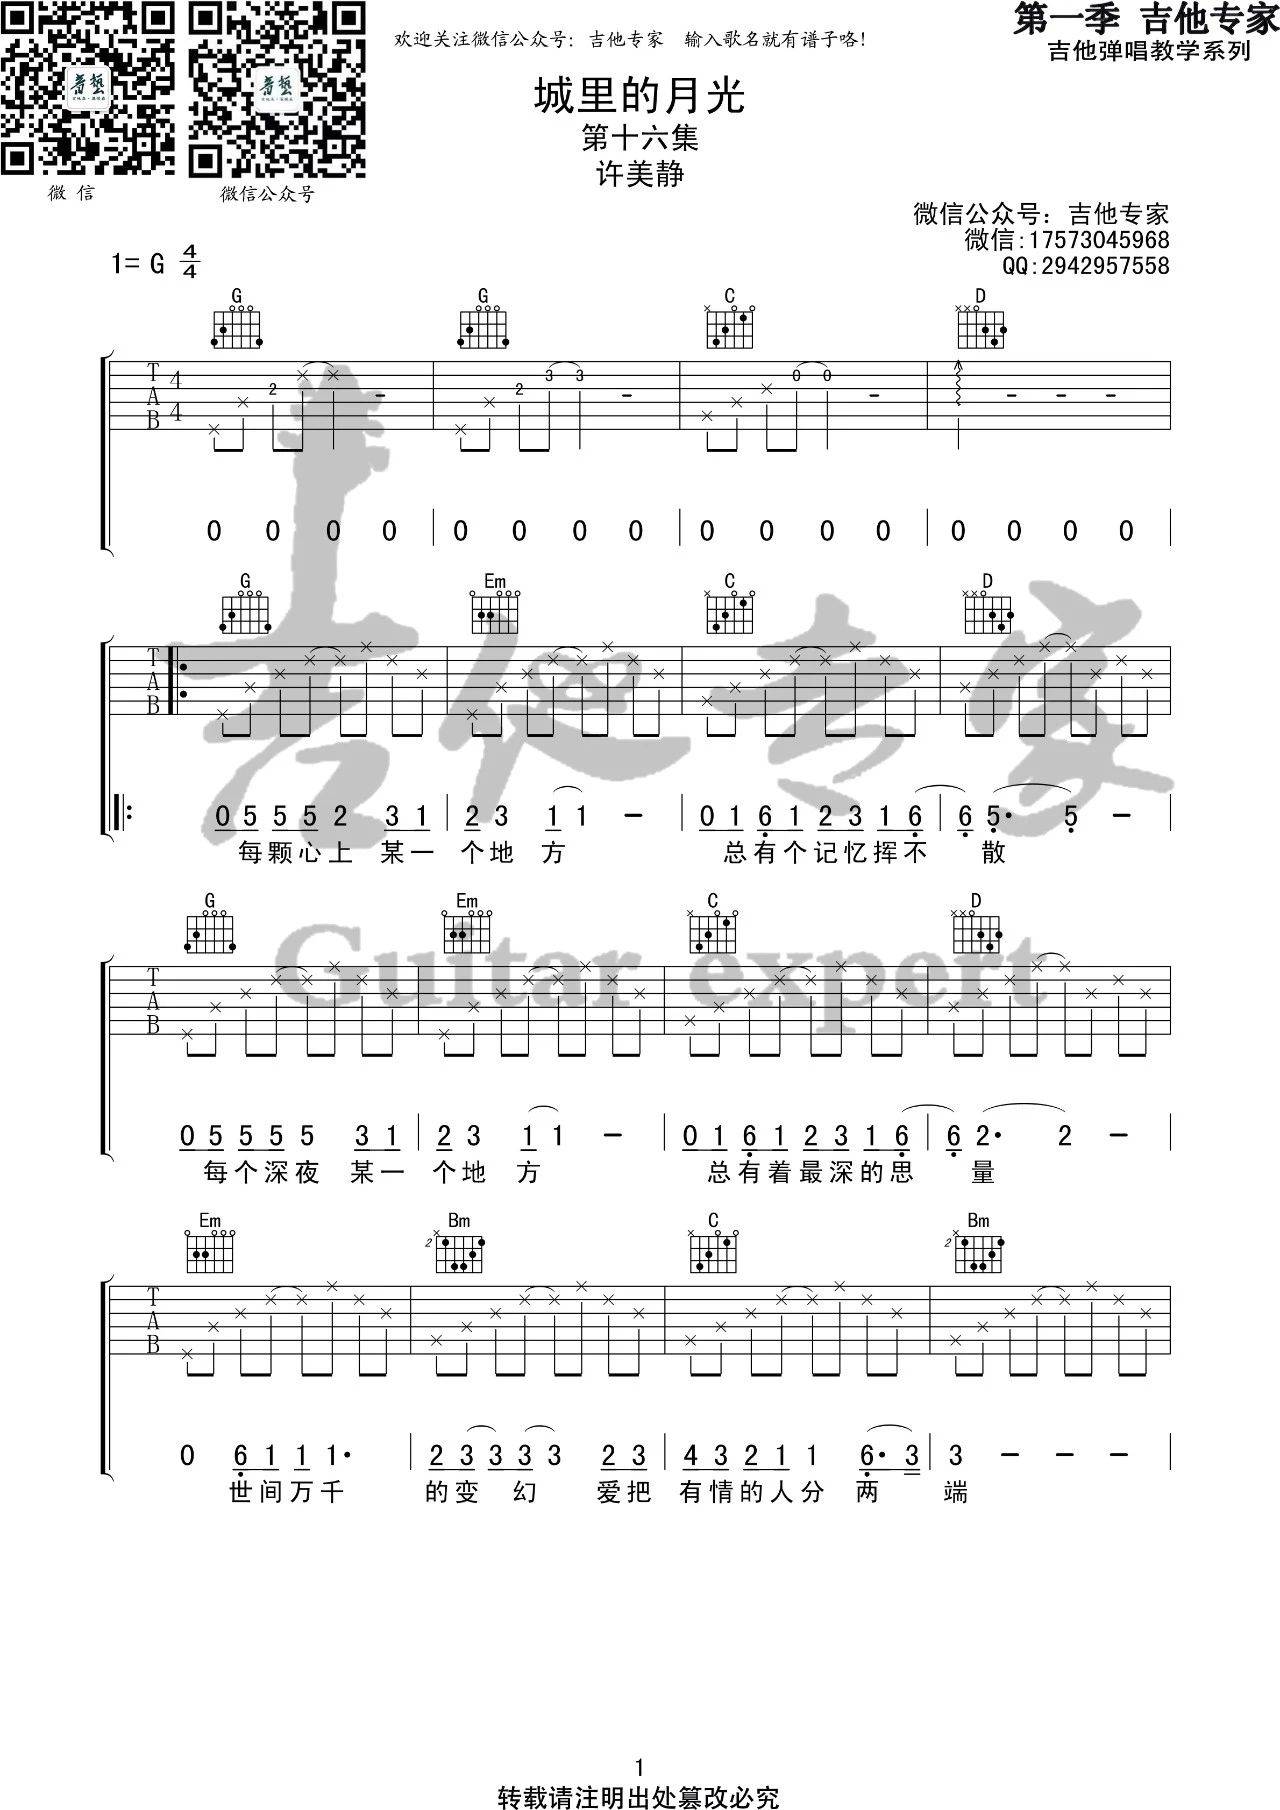 欢迎关注微信公众号：吉他专家　输入歌名就有谱子咯!
第一季 吉他专家
吉他弹唱教学系列
城里的月光
第十六集
许美静
微信
微信公众号
微信公众号：吉他专家
微信:17573045968
QQ:2942957558
1= G 4/4
G G C D
T A B 4/4 2 2 3 3 0 0
0 0 0 0 0 0 0 0 0 0 0 0 0 0 0 0
G Em C D
T A B
0 5 5 5 2 3 1 2 3 1 1 － 0 1 6 1 2 3 1 6 6 5· 5 －
每颗心上 某一 个地方 总有个记忆挥不 散
G Em C D
T A B
0 5 5 5 5 3 1 2 3 1 1 － 0 1 6 1 2 3 1 6 6 2· 2 －
每个深夜 某一 个地方 总有着最深的思 量
Em Bm C Bm
2 2
T A B
0 6 1 1 1· 2 3 3 3 3 2 3 4 3 2 1 1 6· 3 3 － － －
世间万千 的变 幻 爱把 有情的人分 两 端
吉他专家
Guitar expert
1
转载请注明出处篡改必究